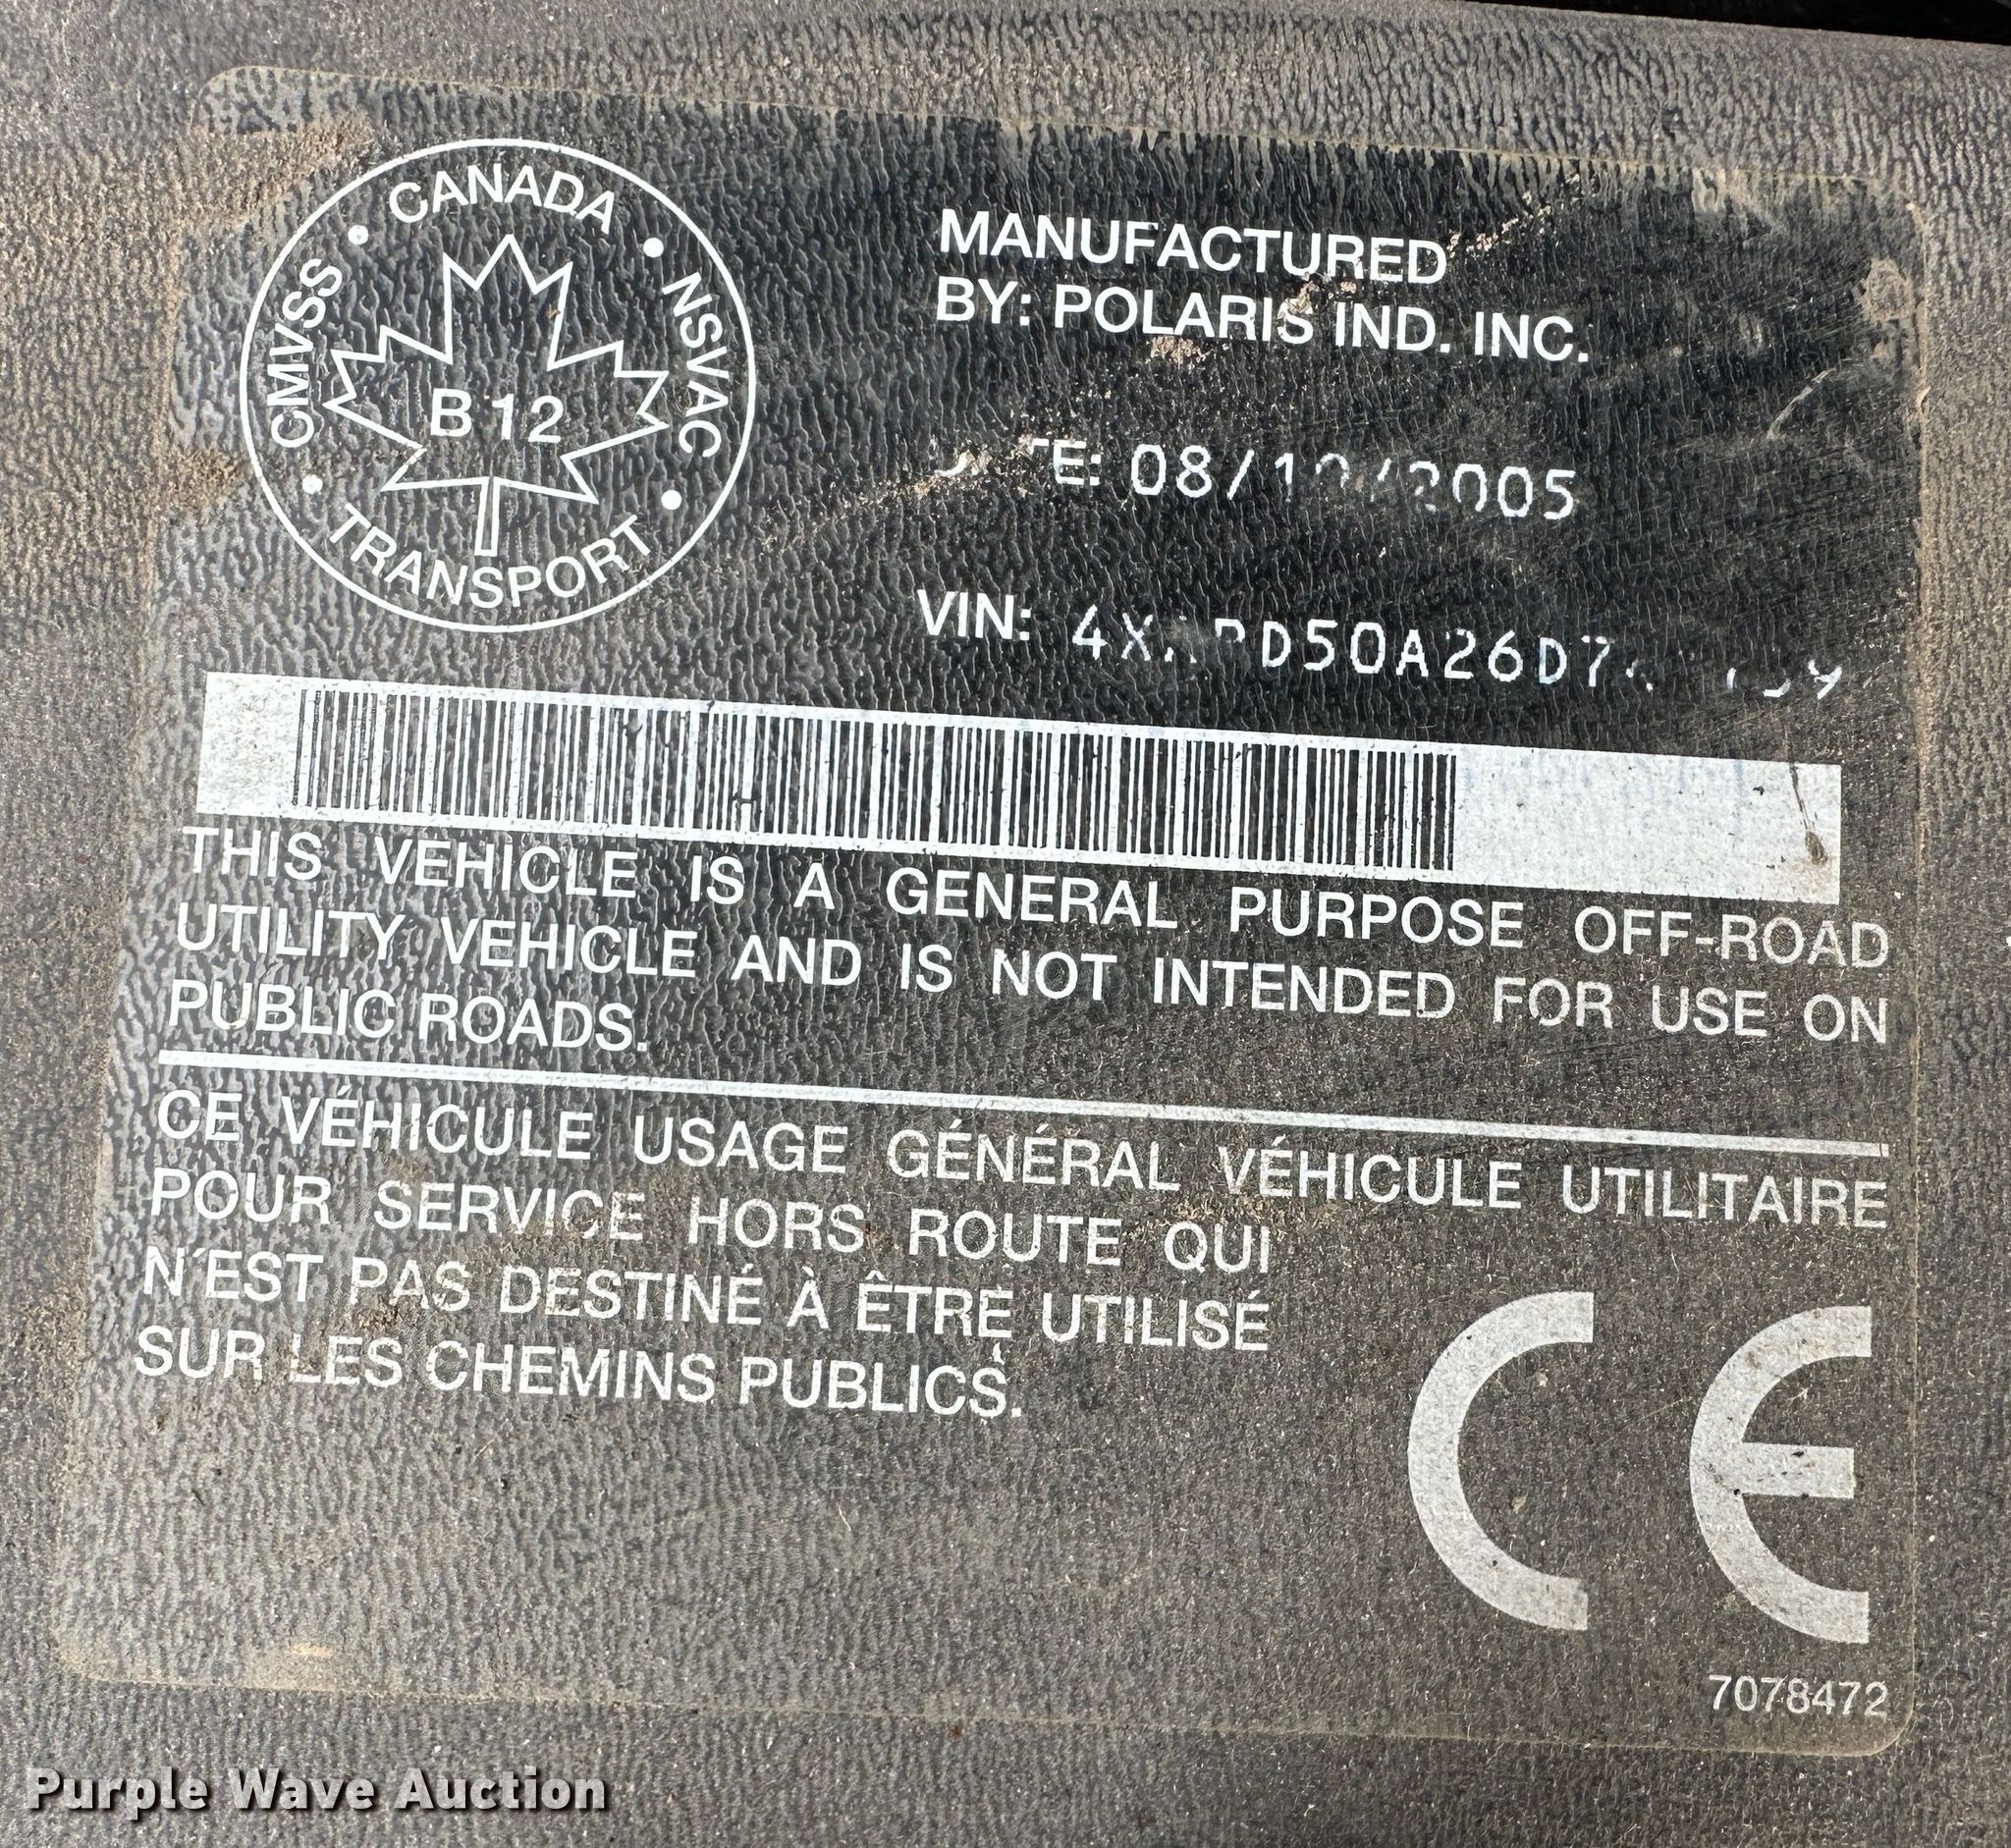 CANADA
CMVSS • NSVAC
B 12
TRANSPORT
MANUFACTURED
BY: POLARIS IND. INC.
VIN:
THIS VEHICLE IS A GENERAL PURPOSE OFF-ROAD
UTILITY VEHICLE AND IS NOT INTENDED FOR USE ON
PUBLIC ROADS.
CE VÉHICULE USAGE GÉNÉRAL VÉHICULE UTILITAIRE
POUR SERVICE HORS ROUTE QUI
N'EST PAS DESTINÉ À ÊTRE UTILISÉ
SUR LES CHEMINS PUBLICS.
CE
7078472
Purple Wave Auction